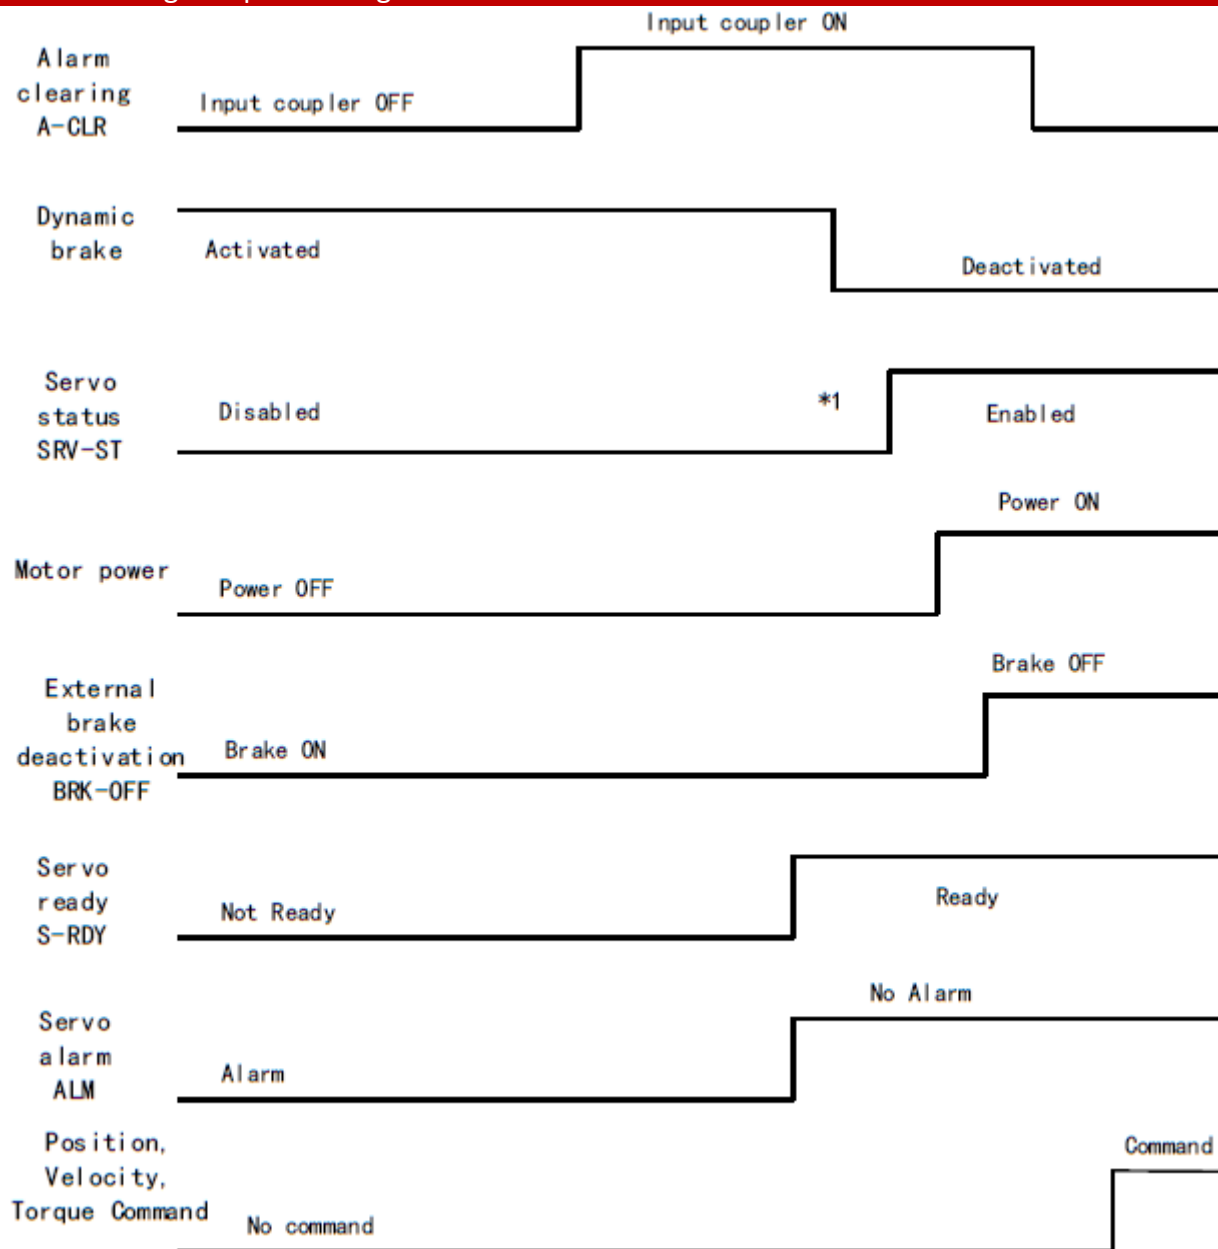 Input coupler ON
Alarm
clearing
A-CLR
Input coupler OFF
Dynamic
brake
Activated
Deactivated
Servo
status
SRV-ST
Disabled
*1
Enabled
Power ON
Motor power
Power OFF
Brake OFF
External
brake
deactivation
BRK-OFF
Brake ON
Servo
ready
S-RDY
Not Ready
Ready
No Alarm
Servo
alarm
ALM
Alarm
Position,
Velocity,
Torque Command
No command
Command